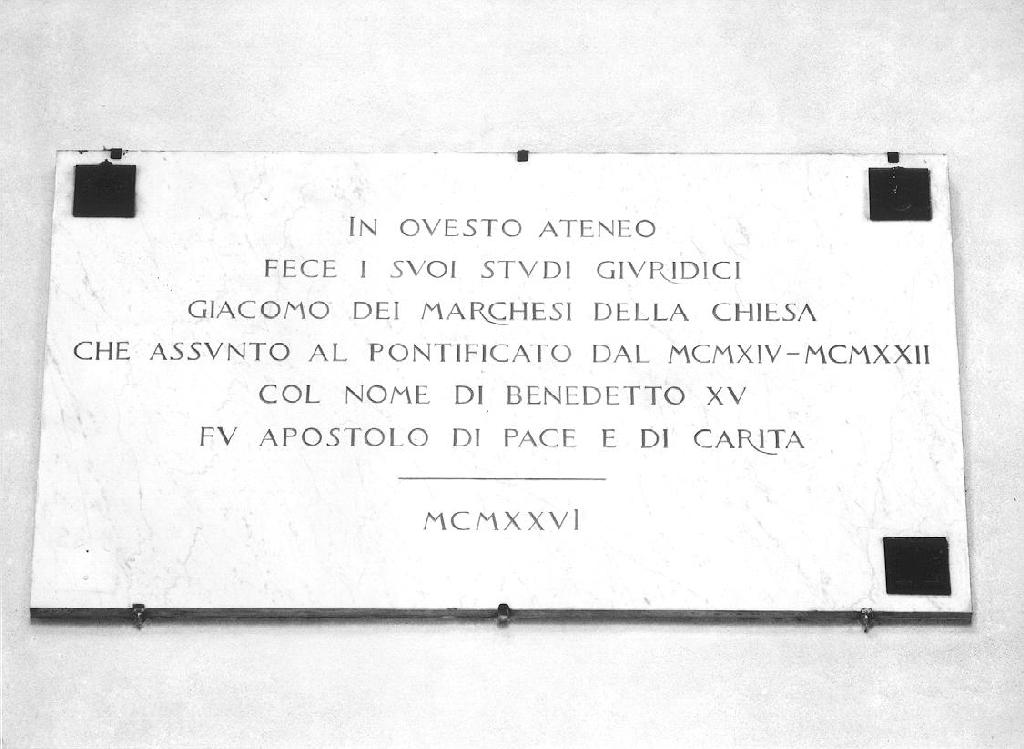 IN QVESTO ATENEO
FECE I SVOI STVDI GIVRIDICI
GIACOMO DEI MARCHESI DELLA CHIESA
CHE ASSVNTO AL PONTIFICATO DAL MCMXIV-MCMXXII
COL NOME DI BENEDETTO XV
FV APOSTOLO DI PACE E DI CARITA
MCMXXVI